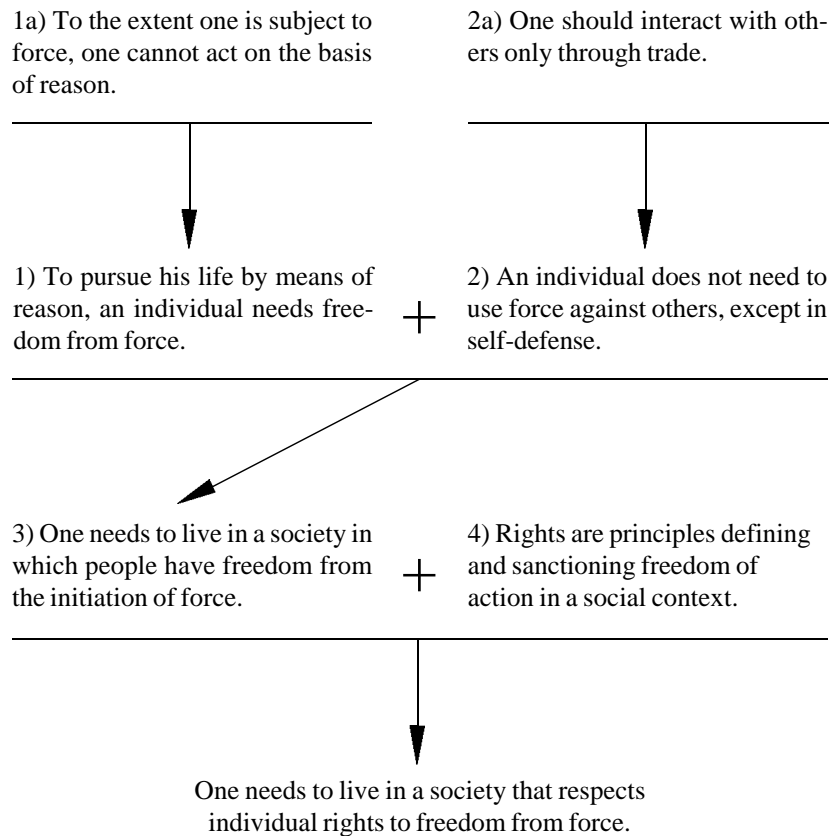 1a) To the extent one is subject to
force, one cannot act on the basis
of reason.
2a) One should interact with oth-
ers only through trade.
1) To pursue his life by means of
reason, an individual needs free-
dom from force.
+
2) An individual does not need to
use force against others, except in
self-defense.
3) One needs to live in a society in
which people have freedom from
the initiation of force.
+
4) Rights are principles defining
and sanctioning freedom of
action in a social context.
One needs to live in a society that respects
individual rights to freedom from force.